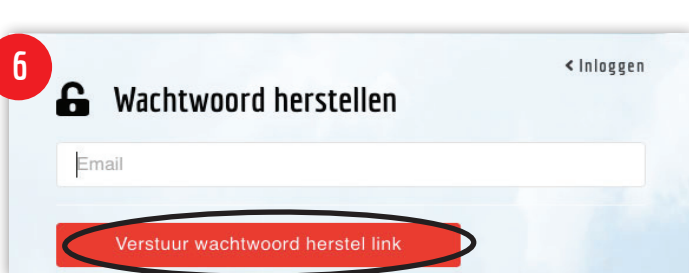 6
< Inloggen
Wachtwoord herstellen
Email
Verstuur wachtwoord herstel link